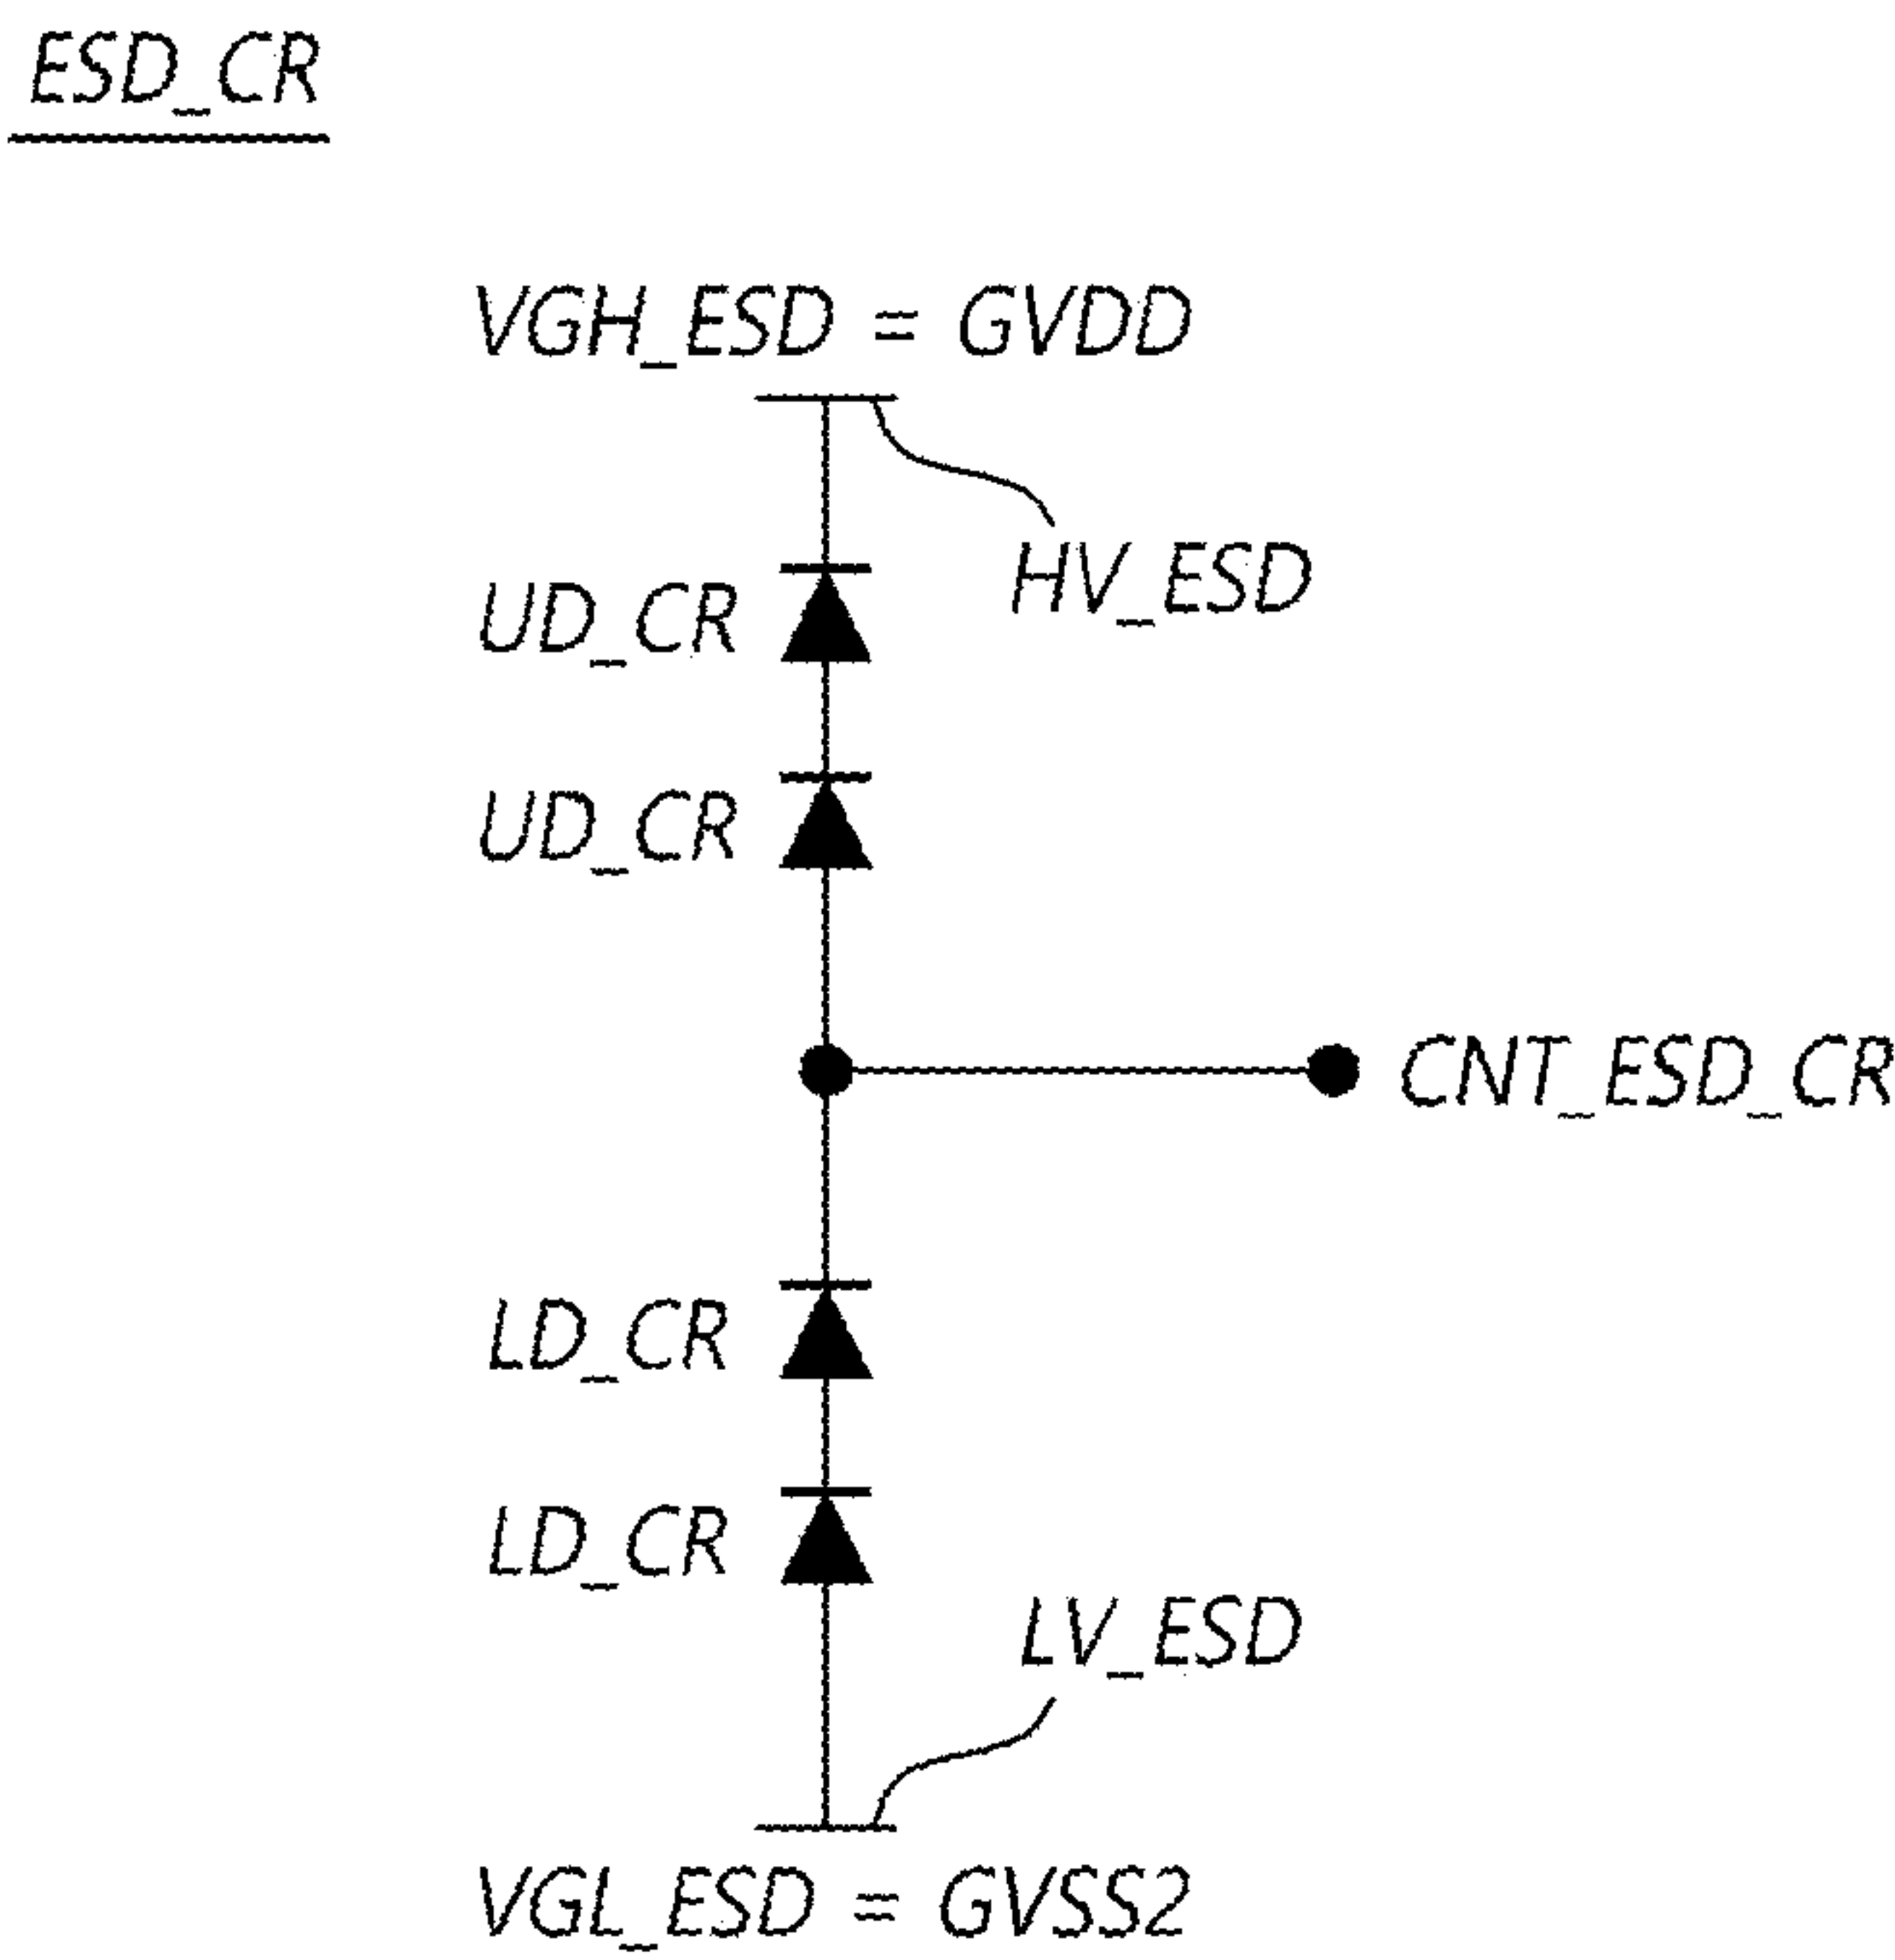 ESD_CR
VGH_ESD = GVDD
HV_ESD
UD_CR
UD_CR
CNT_ESD_CR
LD_CR
LD_CR
LV_ESD
VGL_ESD = GVSS2